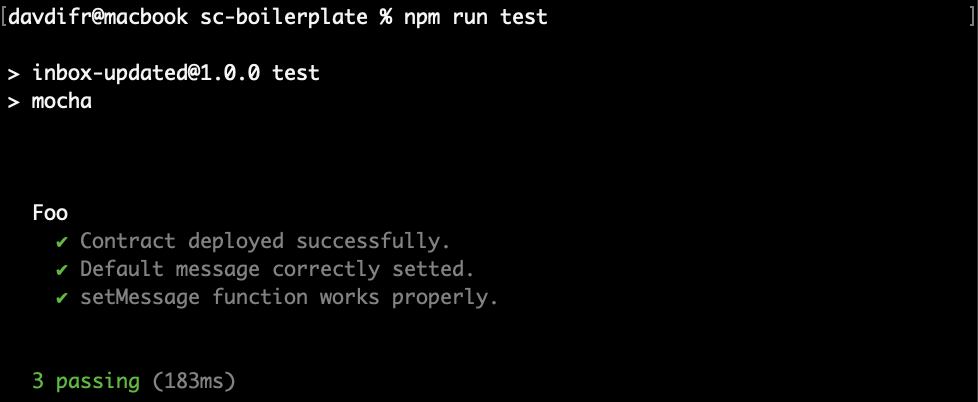 [davdifr@macbook sc-boilerplate % npm run test ]
> inbox-updated@1.0.0 test
> mocha
Foo
✔ Contract deployed successfully.
✔ Default message correctly setted.
✔ setMessage function works properly.
3 passing (183ms)